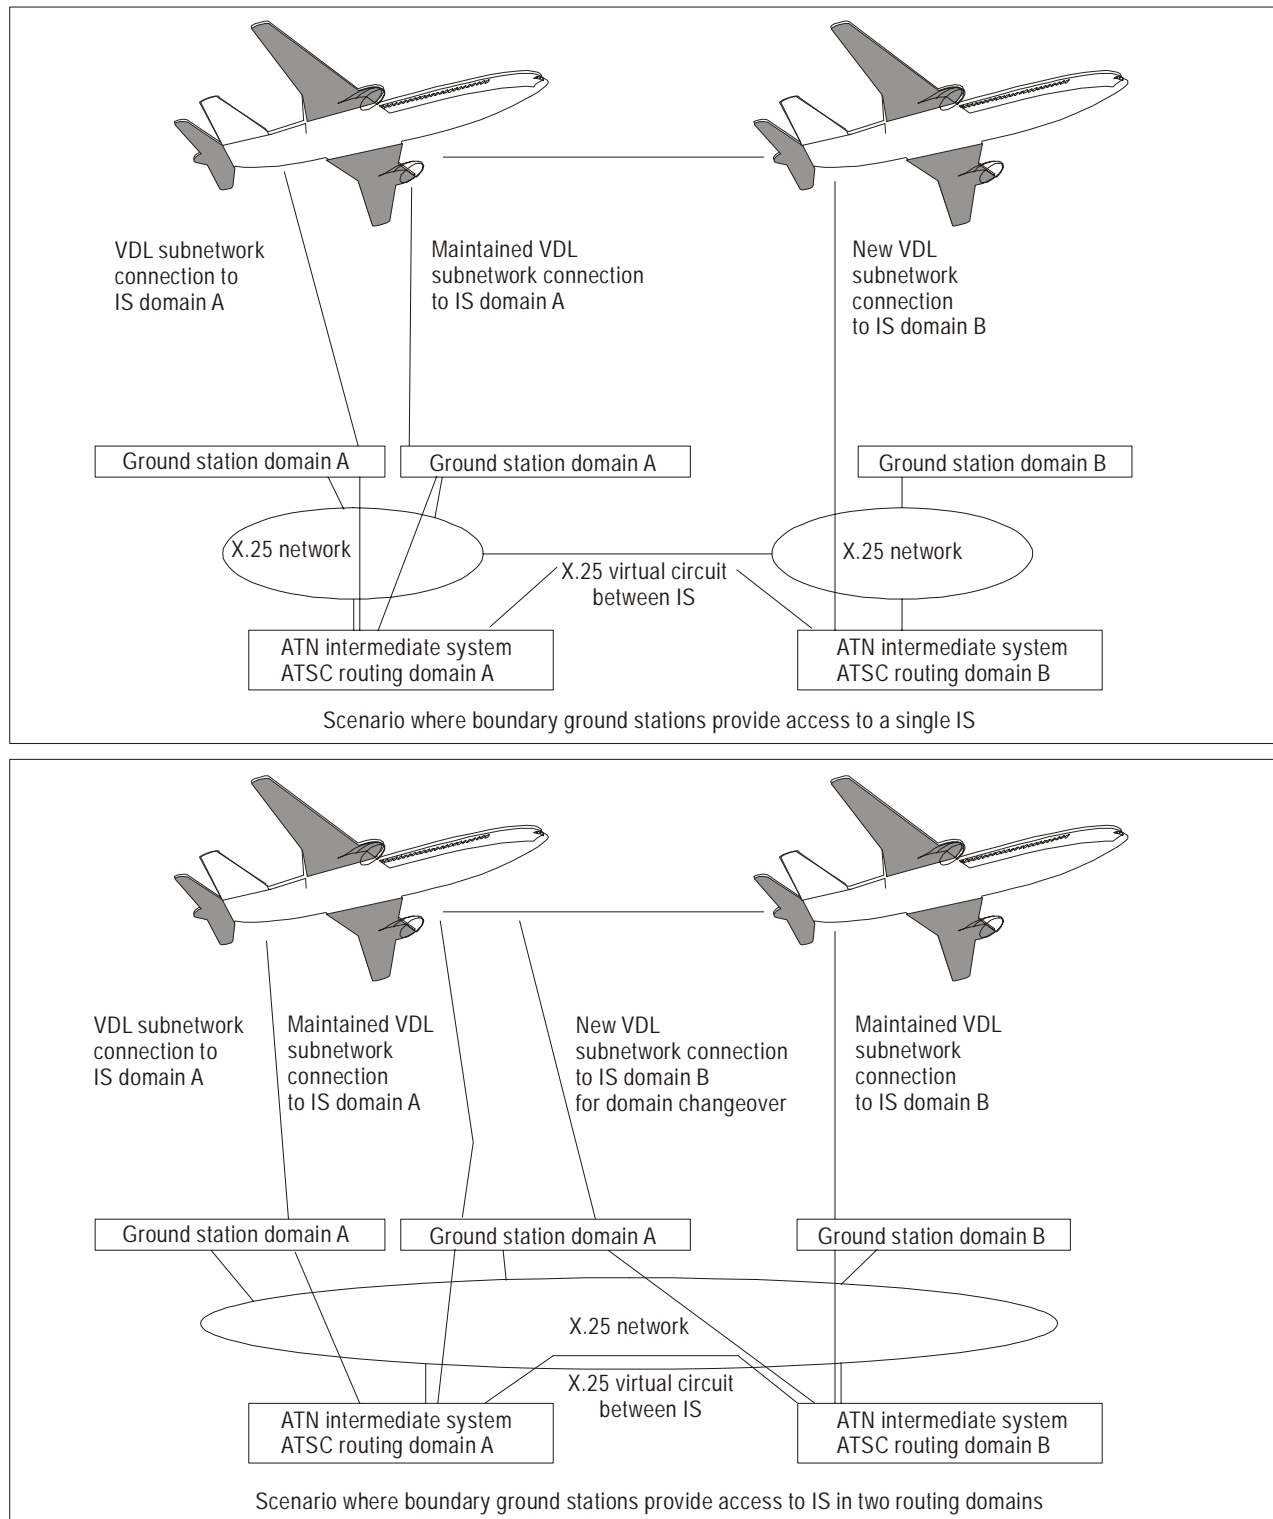 VDL subnetwork
connection to
IS domain A
Maintained VDL
subnetwork connection
to IS domain A
New VDL
subnetwork
connection
to IS domain B
Ground station domain A
Ground station domain A
Ground station domain B
X.25 network
X.25 network
X.25 virtual circuit
between IS
ATN intermediate system
ATSC routing domain A
ATN intermediate system
ATSC routing domain B
Scenario where boundary ground stations provide access to a single IS
VDL subnetwork
connection to
IS domain A
Maintained VDL
subnetwork
connection
to IS domain A
New VDL
subnetwork connection
to IS domain B
for domain changeover
Maintained VDL
subnetwork
connection
to IS domain B
Ground station domain A
Ground station domain A
Ground station domain B
X.25 network
X.25 virtual circuit
between IS
ATN intermediate system
ATSC routing domain A
ATN intermediate system
ATSC routing domain B
Scenario where boundary ground stations provide access to IS in two routing domains